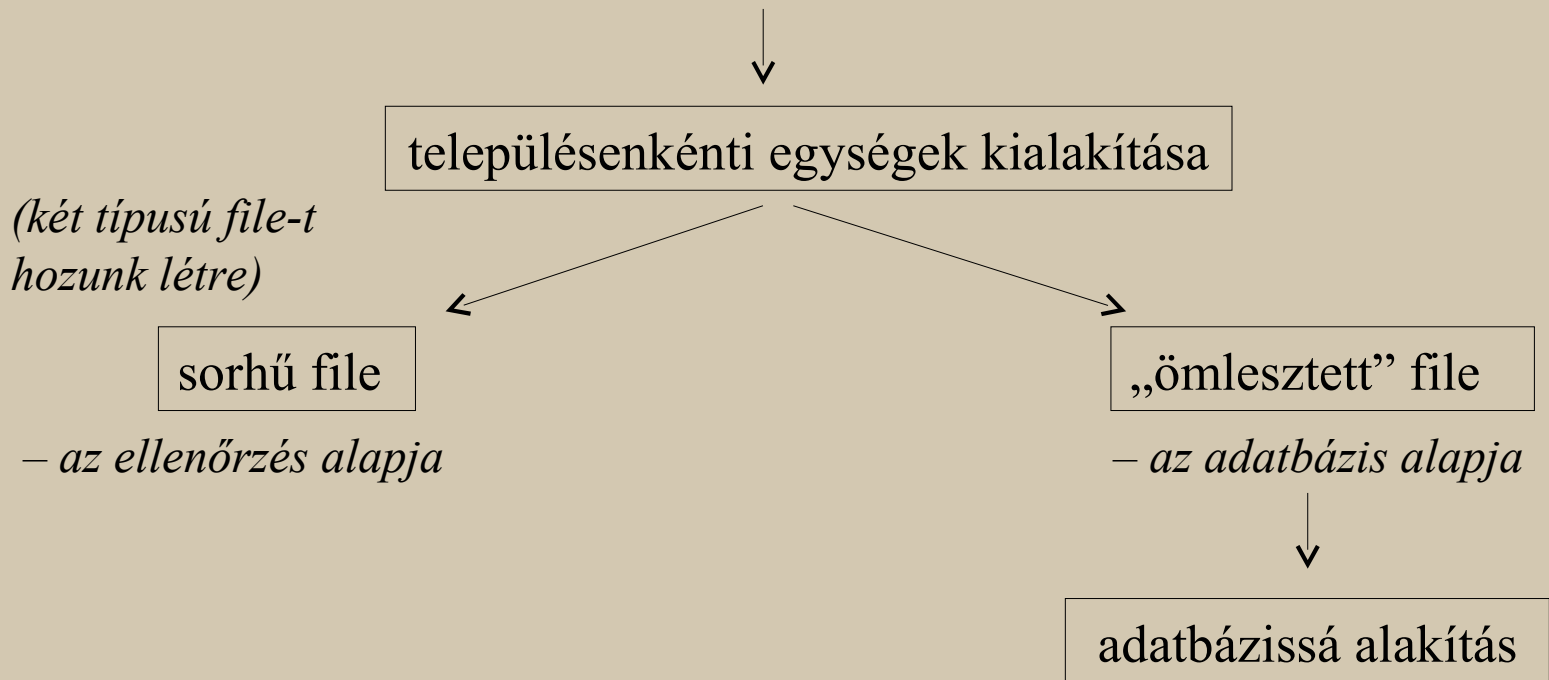 településenkénti egységek kialakítása
(két típusú file-t
hozunk létre)
sorhű file
– az ellenőrzés alapja
„ömlesztett” file
– az adatbázis alapja
adatbázissá alakítás